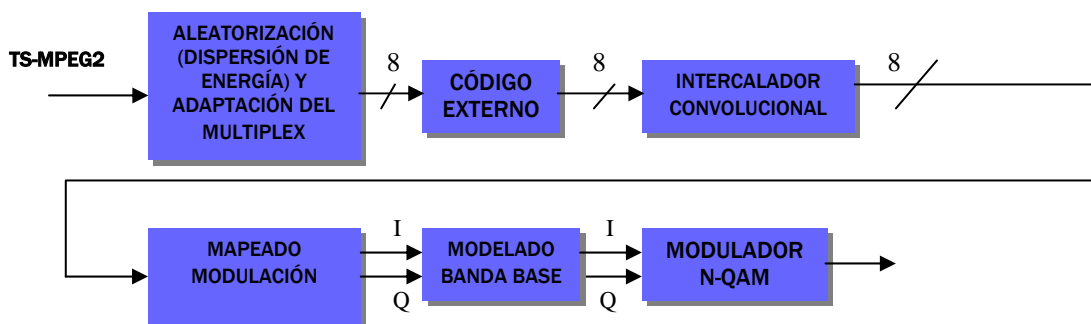 TS-MPEG2
ALEATORIZACIÓN
(DISPERSIÓN DE
ENERGÍA) Y
ADAPTACIÓN DEL
MULTIPLEX
8
CÓDIGO
EXTERNO
8
INTERCALADOR
CONVOLUCIONAL
8
MAPEADO
MODULACIÓN
I
Q
MODELADO
BANDA BASE
I
Q
MODULADOR
N-QAM